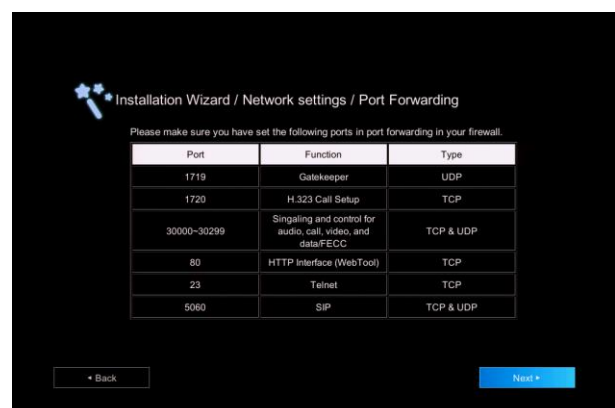 Installation Wizard / Network settings / Port Forwarding
Please make sure you have set the following ports in port forwarding in your firewall.
Port Function Type
1719 Gatekeeper UDP
1720 H.323 Call Setup TCP
30000~30299 Singaling and control for audio, call, video, and data/FECC TCP & UDP
80 HTTP Interface (WebTool) TCP
23 Telnet TCP
5060 SIP TCP & UDP
◂ Back Next ▸